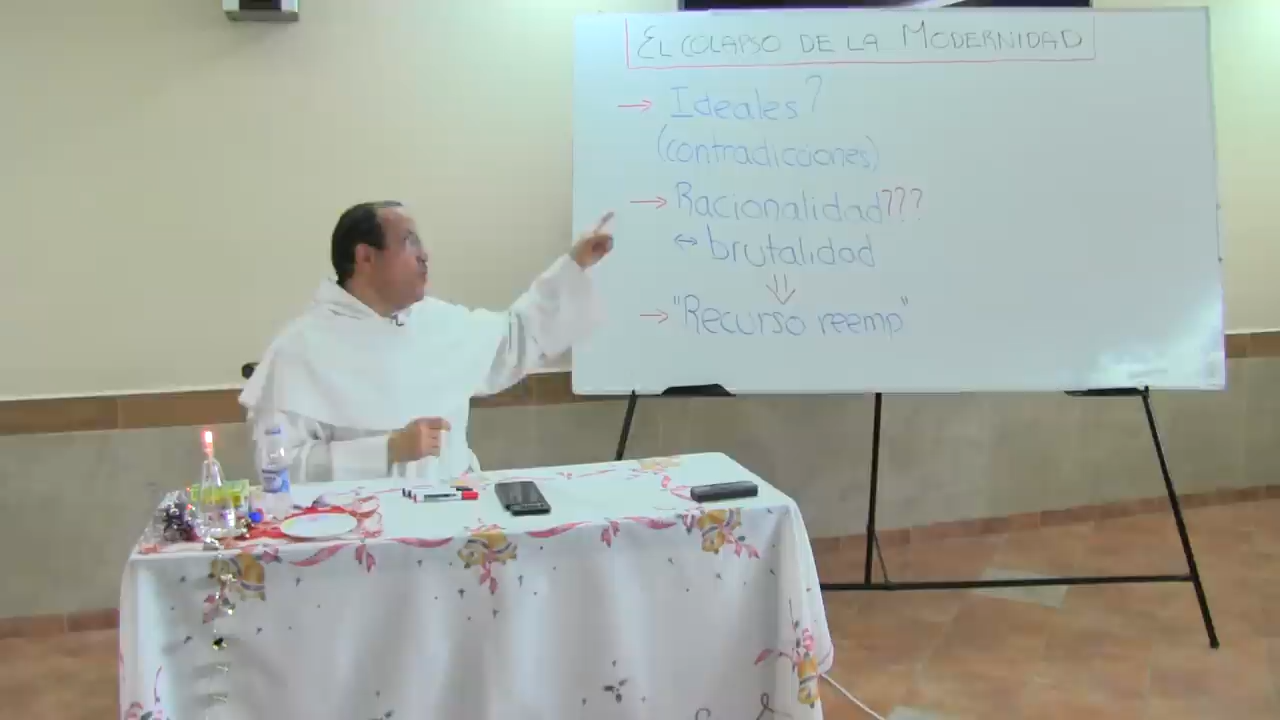 EL COLAPSO DE LA MODERNIDAD
→ Ideales?
(contradicciones)
→ Racionalidad???
↔ brutalidad
⇓
→ "Recurso reemp"